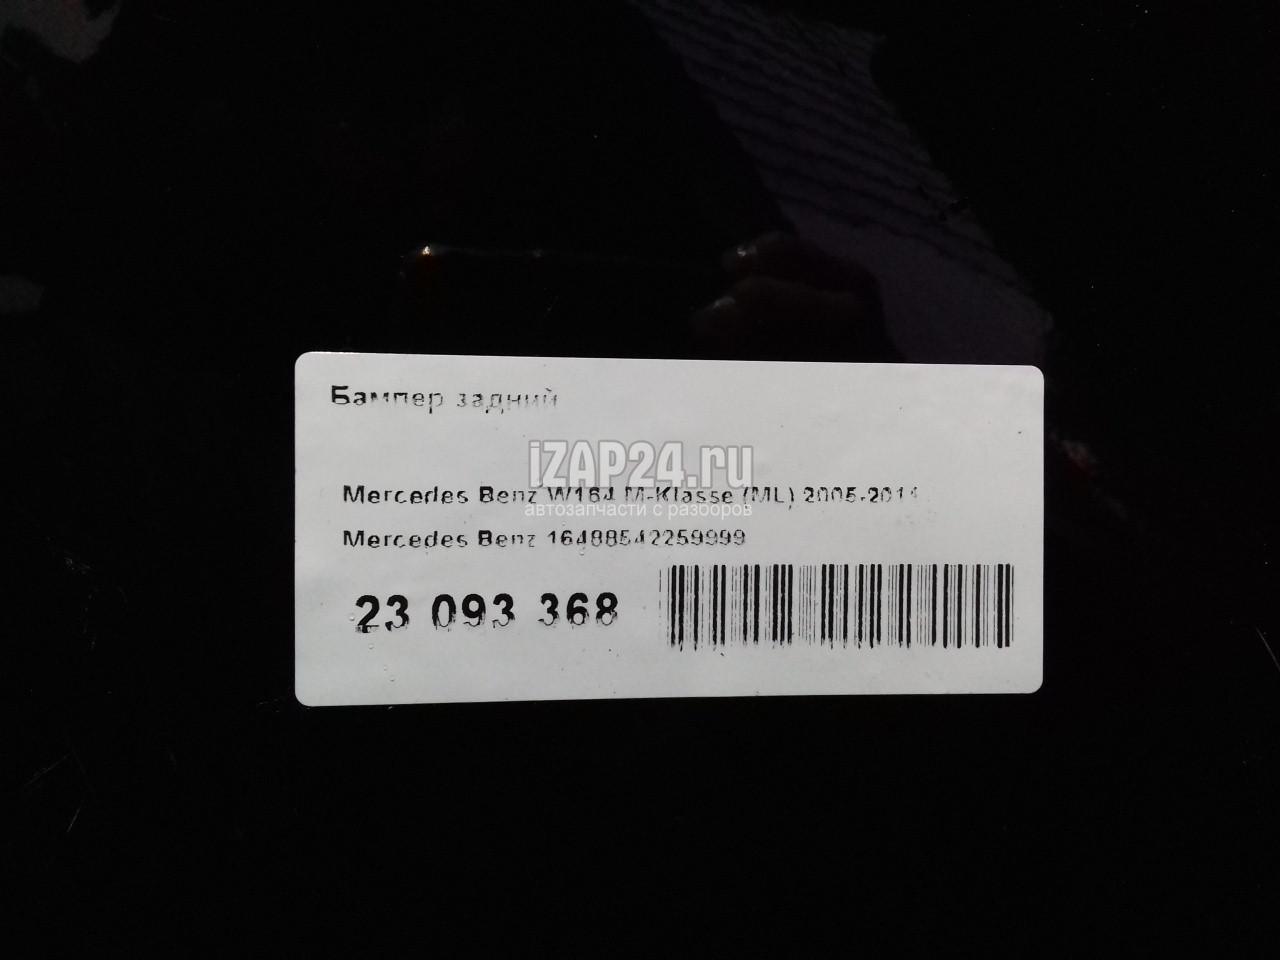 Бампер задний
iZAP24.ru
Mercedes Benz W164 M-Klasse (ML) 2005-2011
автозапчасти с разборов
Mercedes Benz 16488542259999
23 093 368